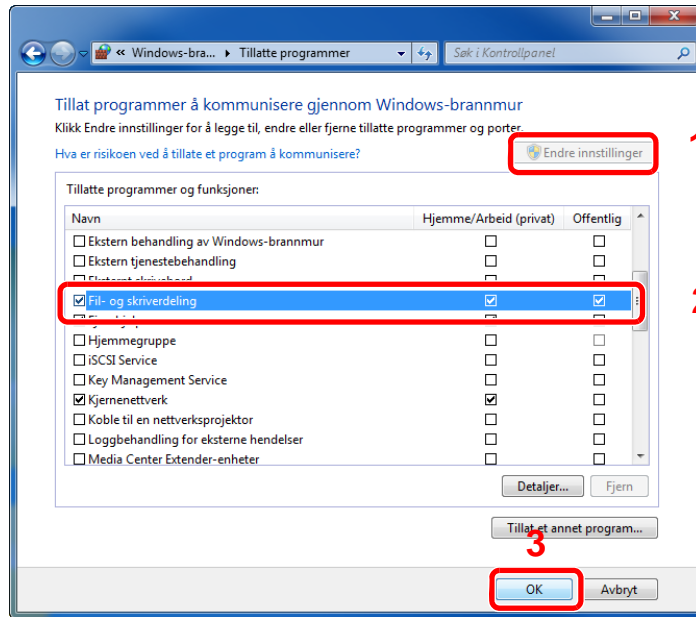 « Windows-bra... ▸ Tillatte programmer
Søk i Kontrollpanel
Tillat programmer å kommunisere gjennom Windows-brannmur
Klikk Endre innstillinger for å legge til, endre eller fjerne tillatte programmer og porter.
1
Hva er risikoen ved å tillate et program å kommunisere?
Endre innstillinger
Tillatte programmer og funksjoner:
Navn Hjemme/Arbeid (privat) Offentlig
Ekstern behandling av Windows-brannmur
Ekstern tjenestebehandling
Eksternt skrivebord
Fil- og skriverdeling
2
Hjemmegruppe
iSCSI Service
Key Management Service
Kjernenettverk
Koble til en nettverksprojektor
Loggbehandling for eksterne hendelser
Media Center Extender-enheter
Detaljer... Fjern
Tillat et annet program...
3
OK Avbryt